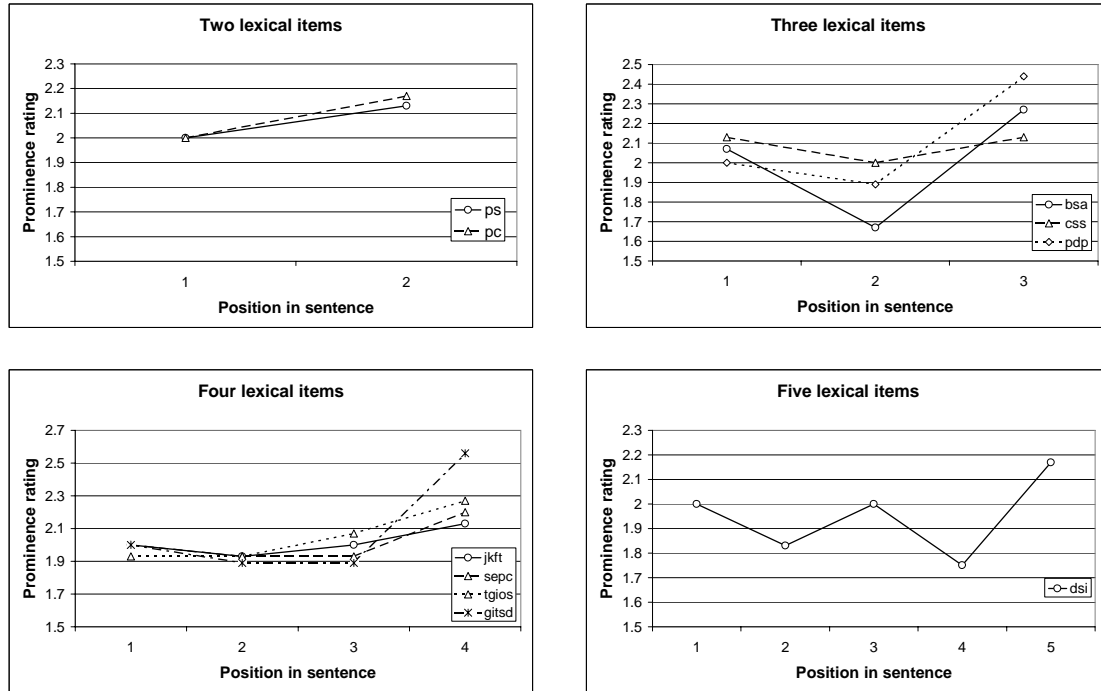 Two lexical items
Prominence rating
2.3
2.2
2.1
2
1.9
1.8
1.7
1.6
1.5
1 2
Position in sentence
ps
pc
Three lexical items
Prominence rating
2.5
2.4
2.3
2.2
2.1
2
1.9
1.8
1.7
1.6
1.5
1 2 3
Position in sentence
bsa
css
pdp
Four lexical items
Prominence rating
2.7
2.5
2.3
2.1
1.9
1.7
1.5
1 2 3 4
Position in sentence
jkft
sepc
tgios
gitsd
Five lexical items
Prominence rating
2.3
2.2
2.1
2
1.9
1.8
1.7
1.6
1.5
1 2 3 4 5
Position in sentence
dsi